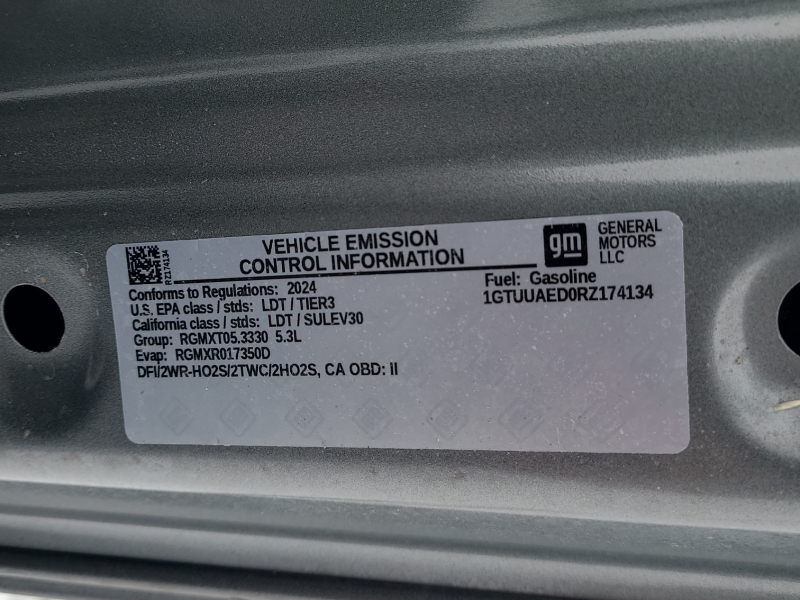 RZ174134
VEHICLE EMISSION
CONTROL INFORMATION
gm
GENERAL
MOTORS
LLC
Conforms to Regulations: 2024
U.S. EPA class / stds: LDT / TIER3
California class / stds: LDT / SULEV30
Group: RGMXT05.3330 5.3L
Evap: RGMXR017350D
DFI/2WR-HO2S/2TWC/2HO2S, CA OBD: II
Fuel: Gasoline
1GTUUAED0RZ174134